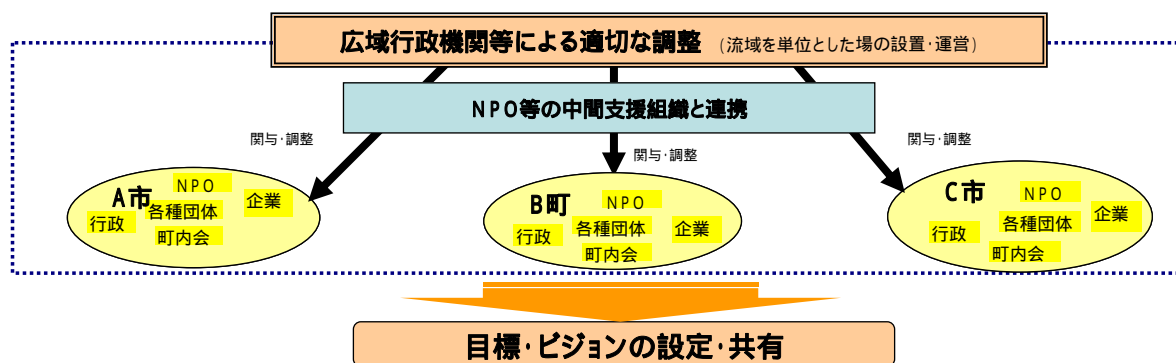 広域行政機関等による適切な調整 (流域を単位とした場の設置･運営)
NPO等の中間支援組織と連携
関与･調整
関与･調整
関与･調整
A市
NPO
企業
各種団体
行政
町内会
B町
NPO
各種団体
企業
行政
町内会
C市
NPO
企業
各種団体
行政
町内会
目標･ビジョンの設定･共有